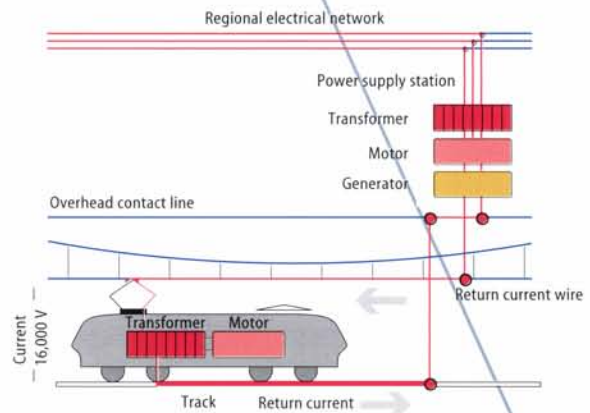 Regional electrical network
Power supply station
Transformer
Motor
Generator
Overhead contact line
Return current wire
Current
16,000 V
Transformer Motor
Track Return current